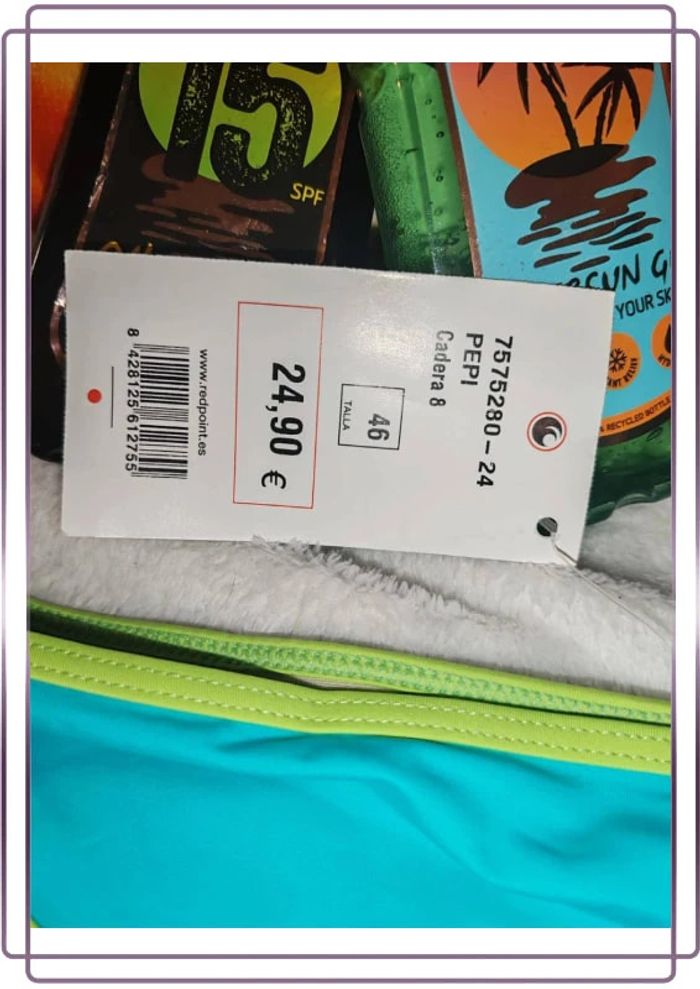 15
SPF
7575280-24
PEPI
Cadera 8
46
TALLA
24,90 €
www.redpoint.es
8 428125 612755
YOUR SK
RECYCLED BOTTLE